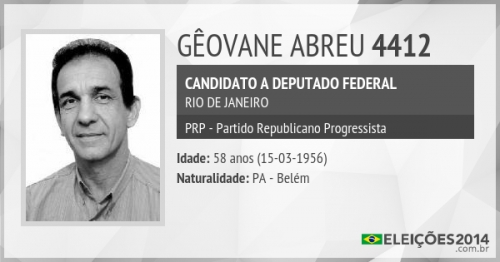 GÊOVANE ABREU 4412
CANDIDATO A DEPUTADO FEDERAL
RIO DE JANEIRO
PRP - Partido Republicano Progressista
Idade: 58 anos (15-03-1956)
Naturalidade: PA - Belém
ELEIÇÕES2014
.com.br